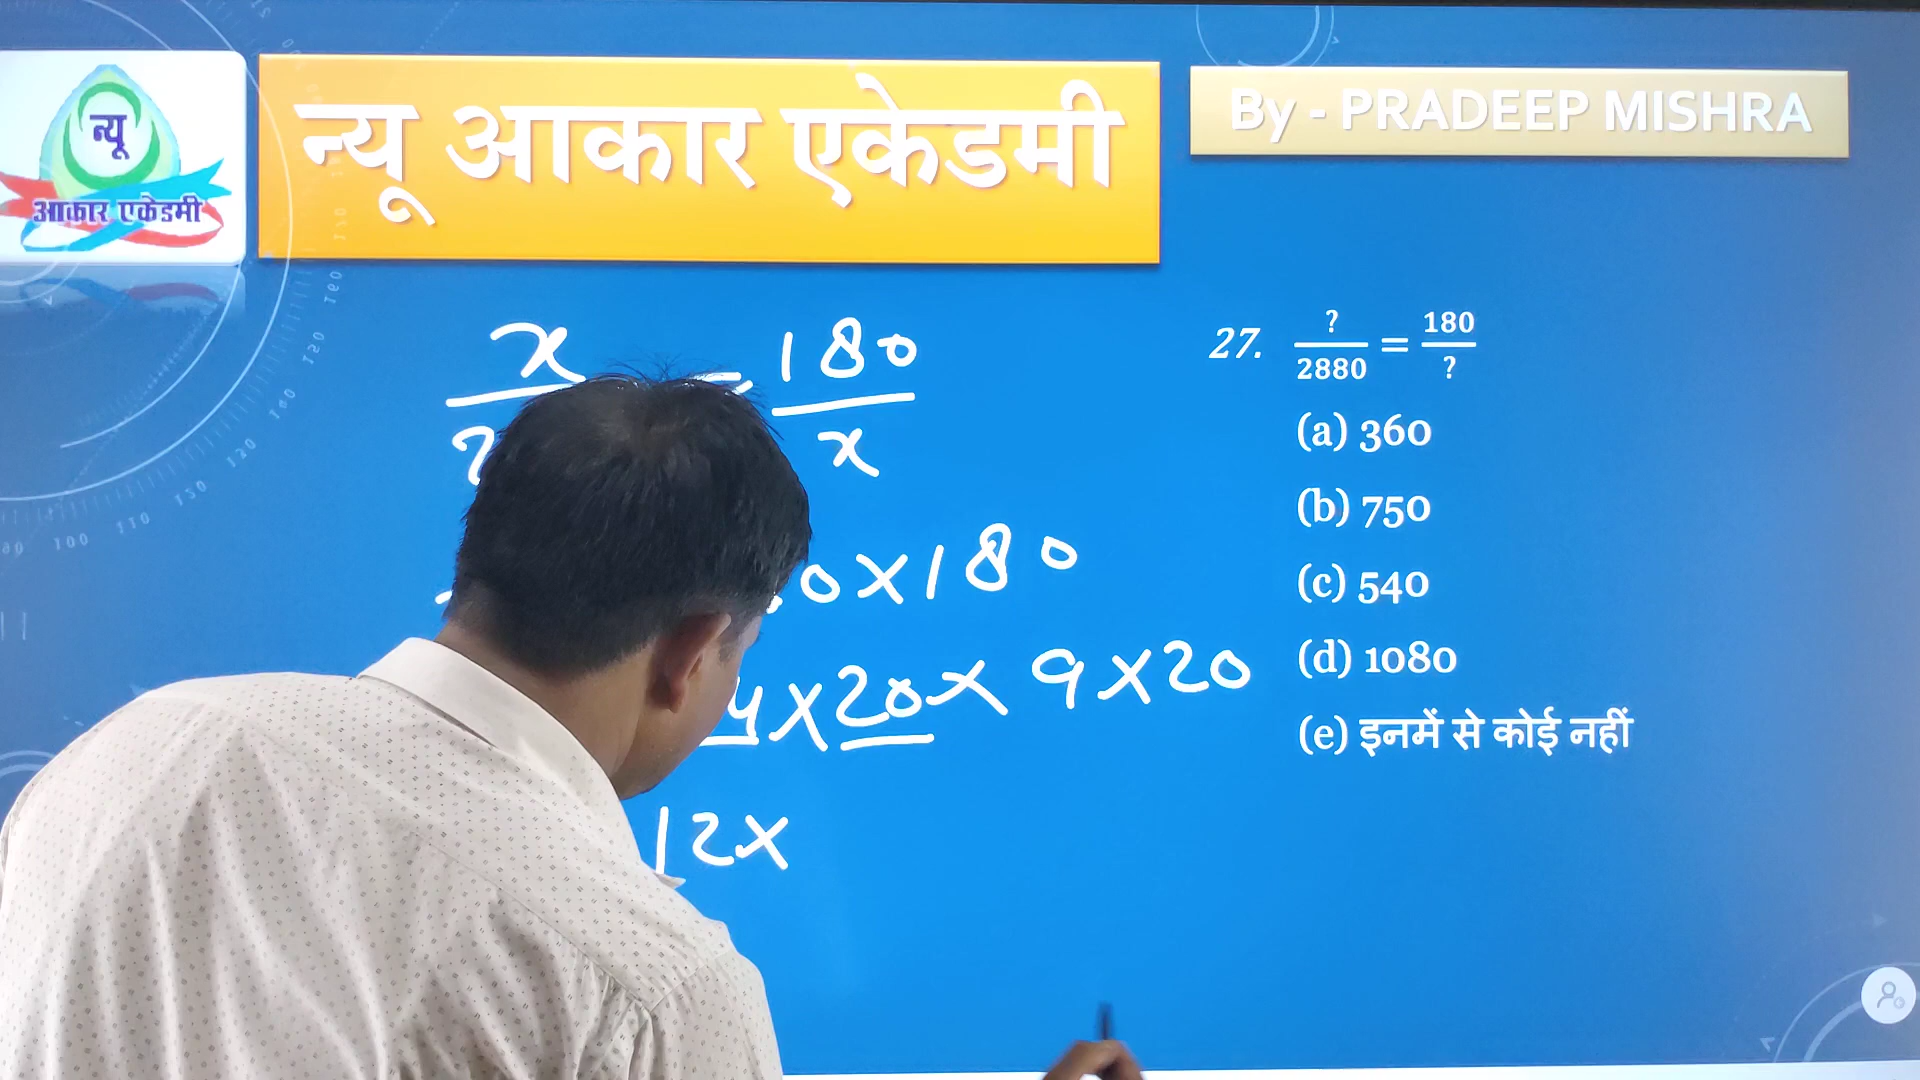 न्यू
आकार एकेडमी
न्यू आकार एकेडमी
By - PRADEEP MISHRA
x = 180
x
0 × 180
4 × 20 × 9 × 20
12 ×
27. ? = 180
2880 ?
(a) 360
(b) 750
(c) 540
(d) 1080
(e) इनमें से कोई नहीं